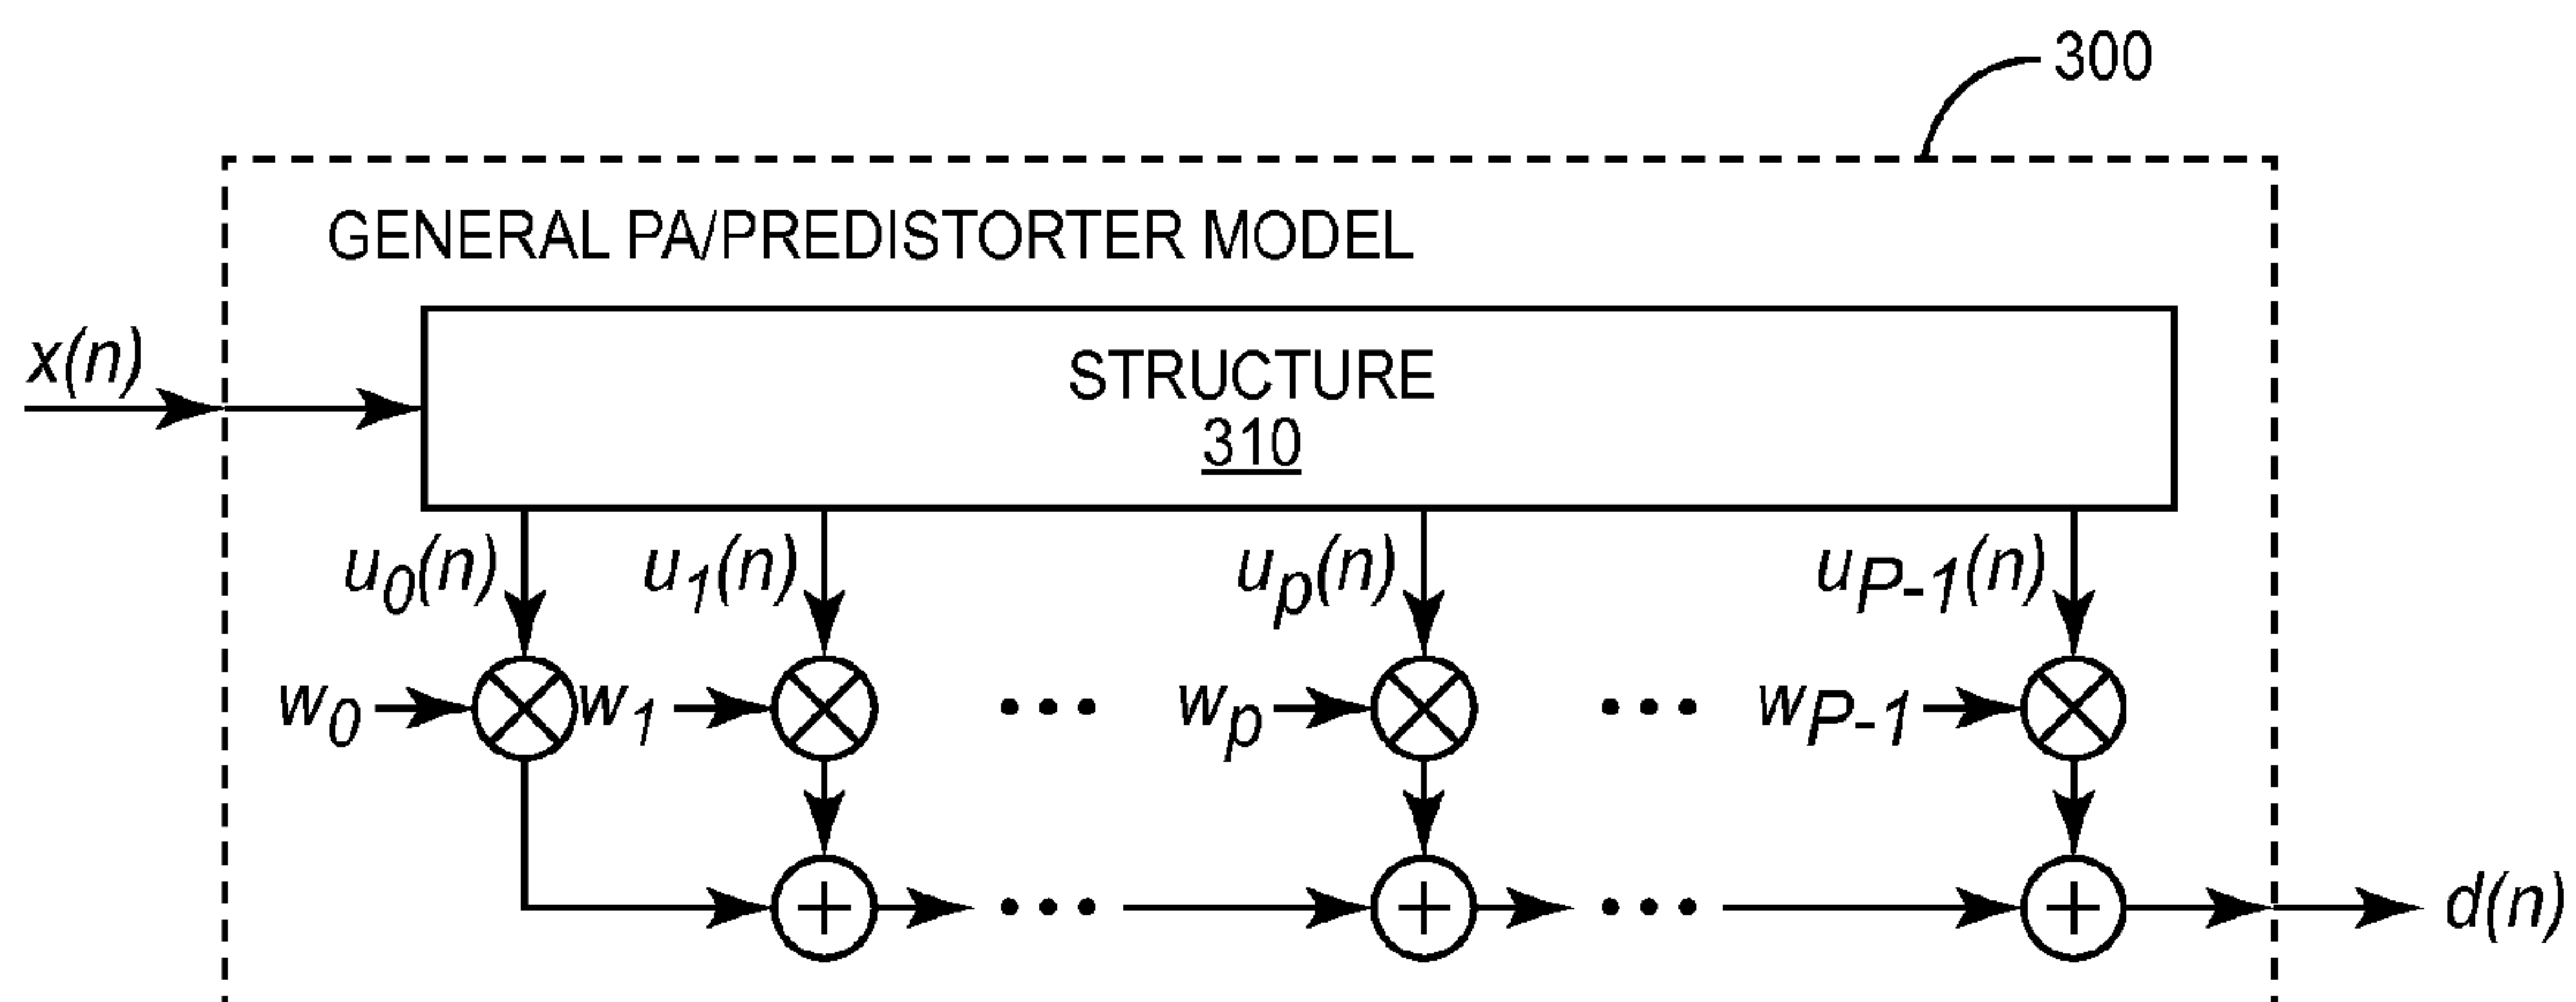 300
GENERAL PA/PREDISTORTER MODEL
x(n)
STRUCTURE
310
u0(n) u1(n) up(n) uP-1(n)
w0 w1 ••• wp ••• wP-1
••• ••• d(n)